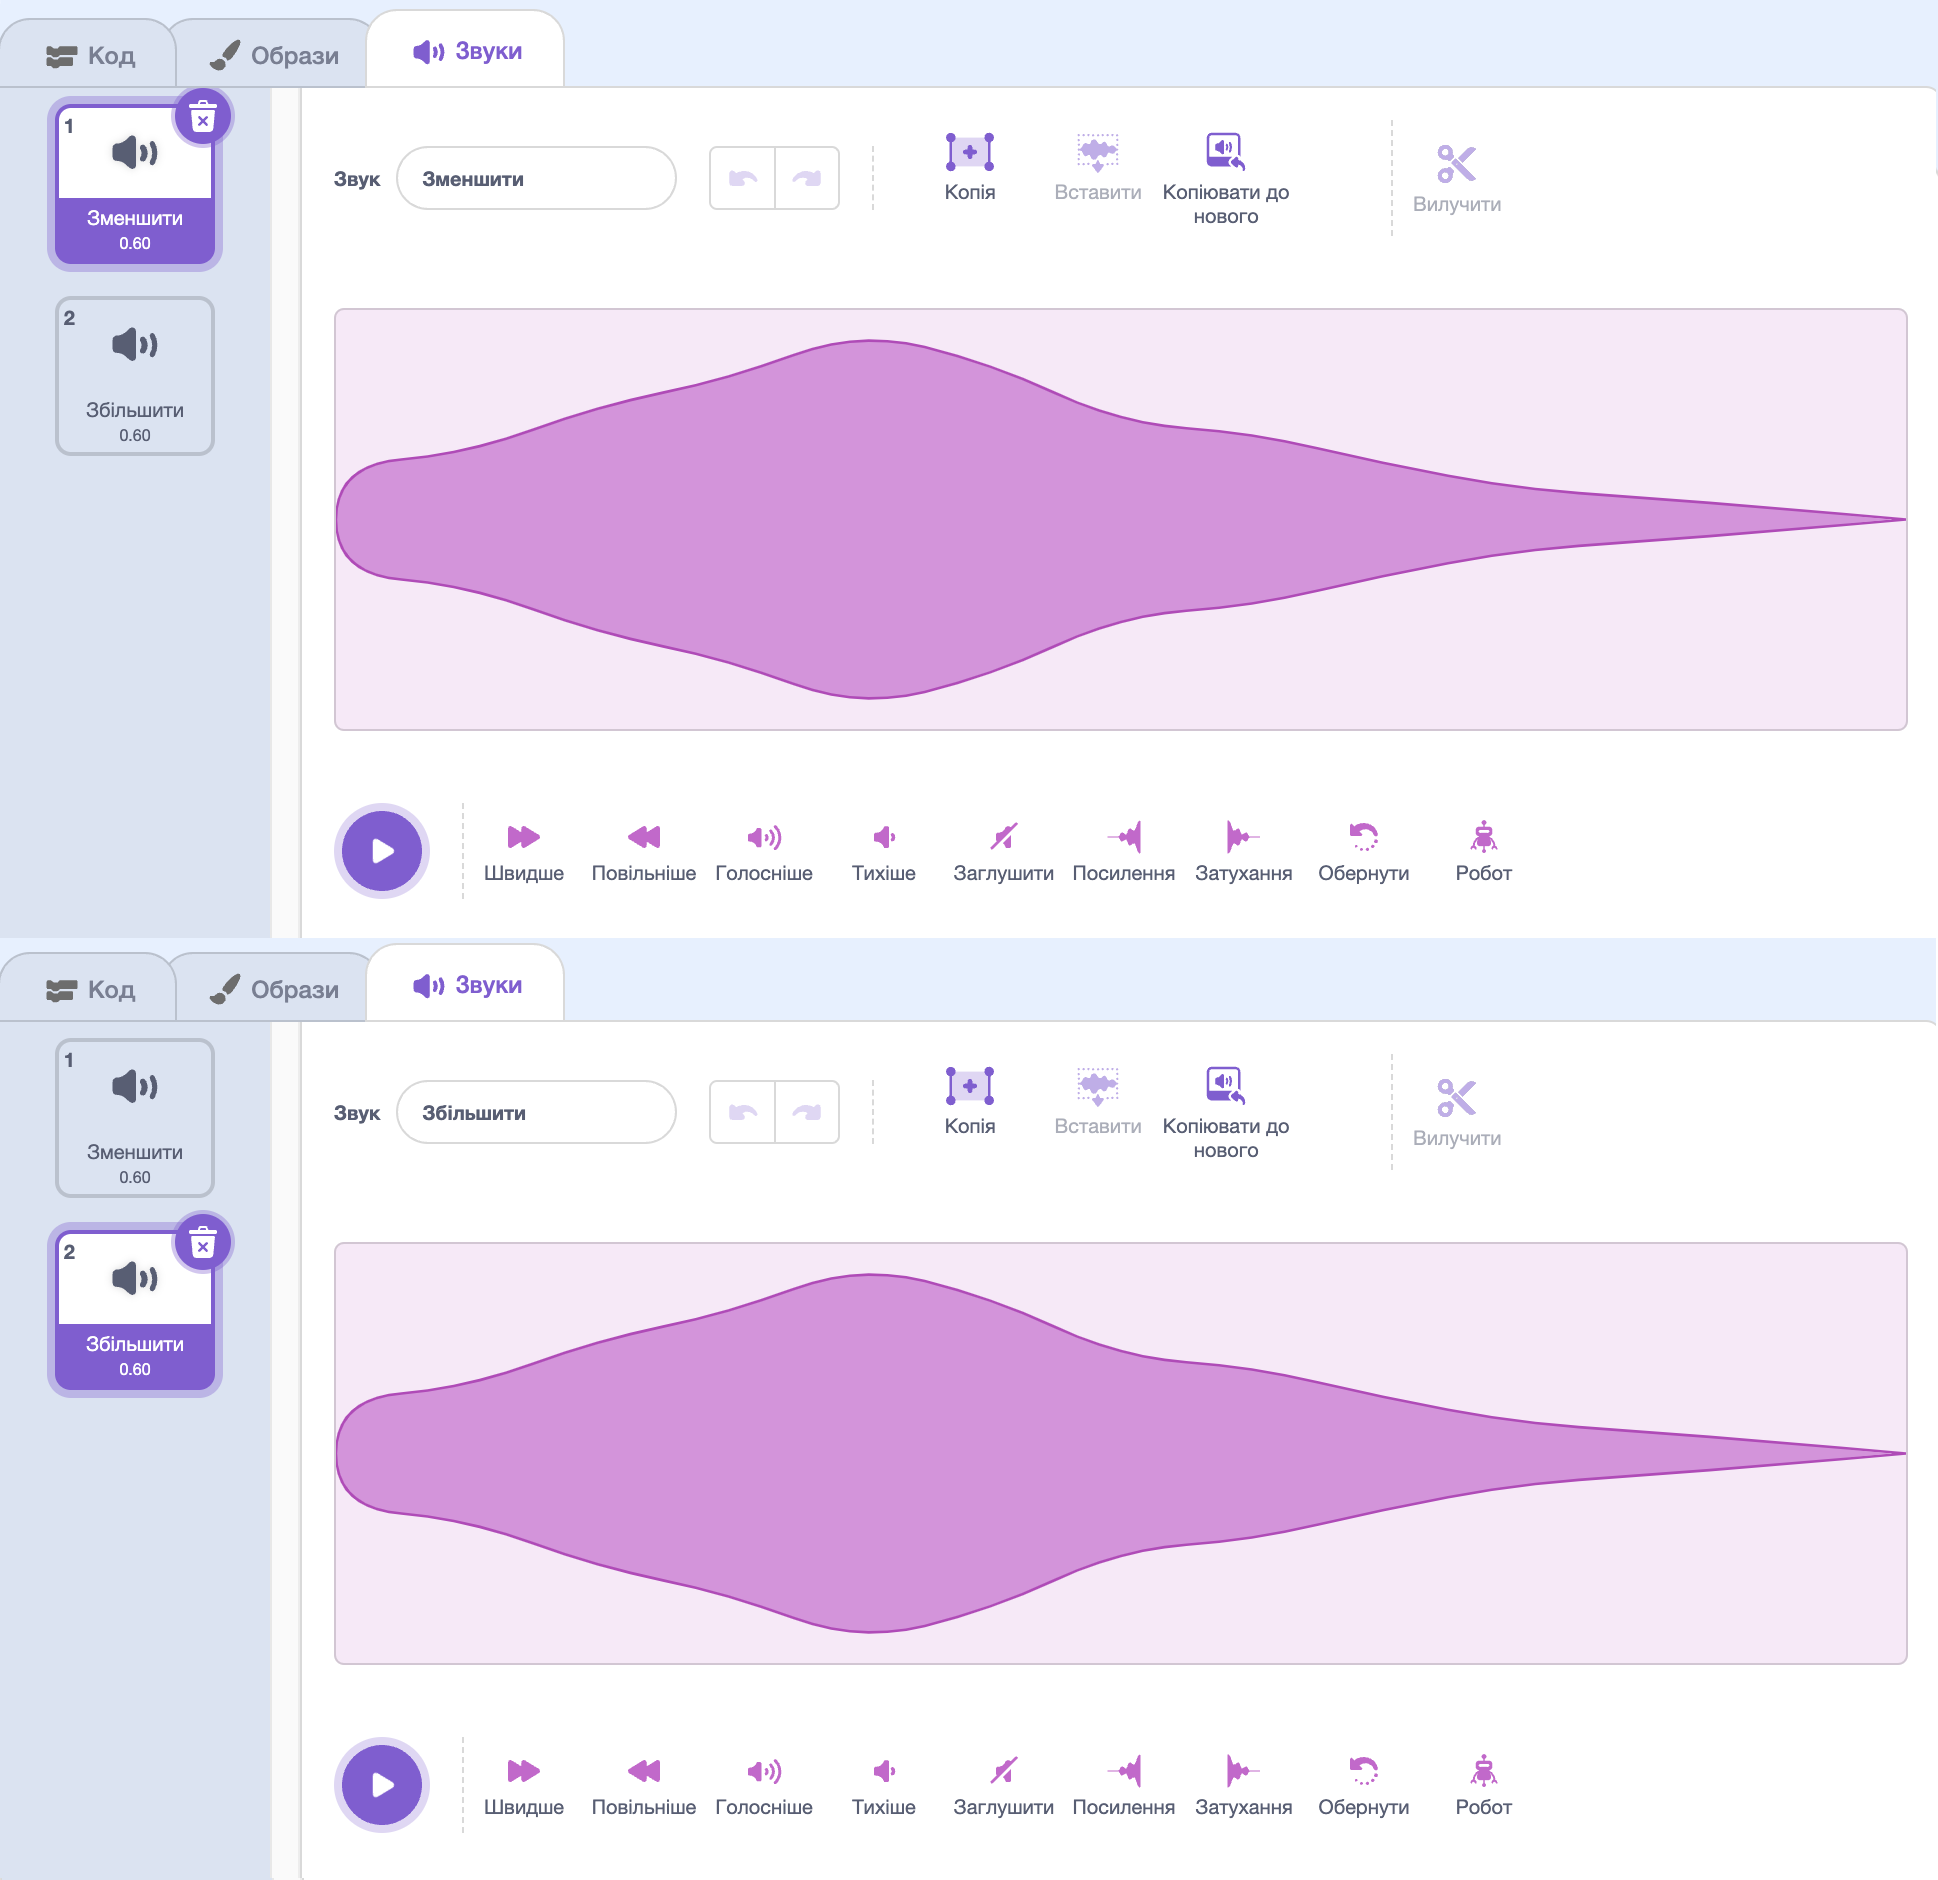 Код
Образи
Звуки
1
Зменшити
0.60
2
Збільшити
0.60
Звук
Зменшити
Копія
Вставити
Копіювати до
нового
Вилучити
Швидше
Повільніше
Голосніше
Тихіше
Заглушити
Посилення
Затухання
Обернути
Робот
Код
Образи
Звуки
1
Зменшити
0.60
2
Збільшити
0.60
Звук
Збільшити
Копія
Вставити
Копіювати до
нового
Вилучити
Швидше
Повільніше
Голосніше
Тихіше
Заглушити
Посилення
Затухання
Обернути
Робот